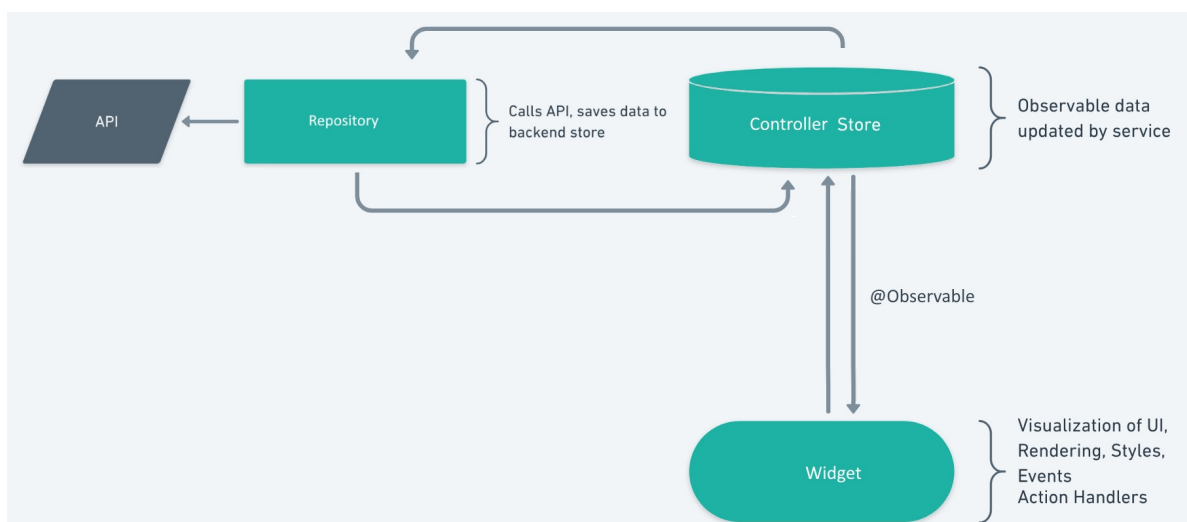 API
Repository
Calls API, saves data to
backend store
Controller Store
Observable data
updated by service
@Observable
Widget
Visualization of UI,
Rendering, Styles,
Events
Action Handlers